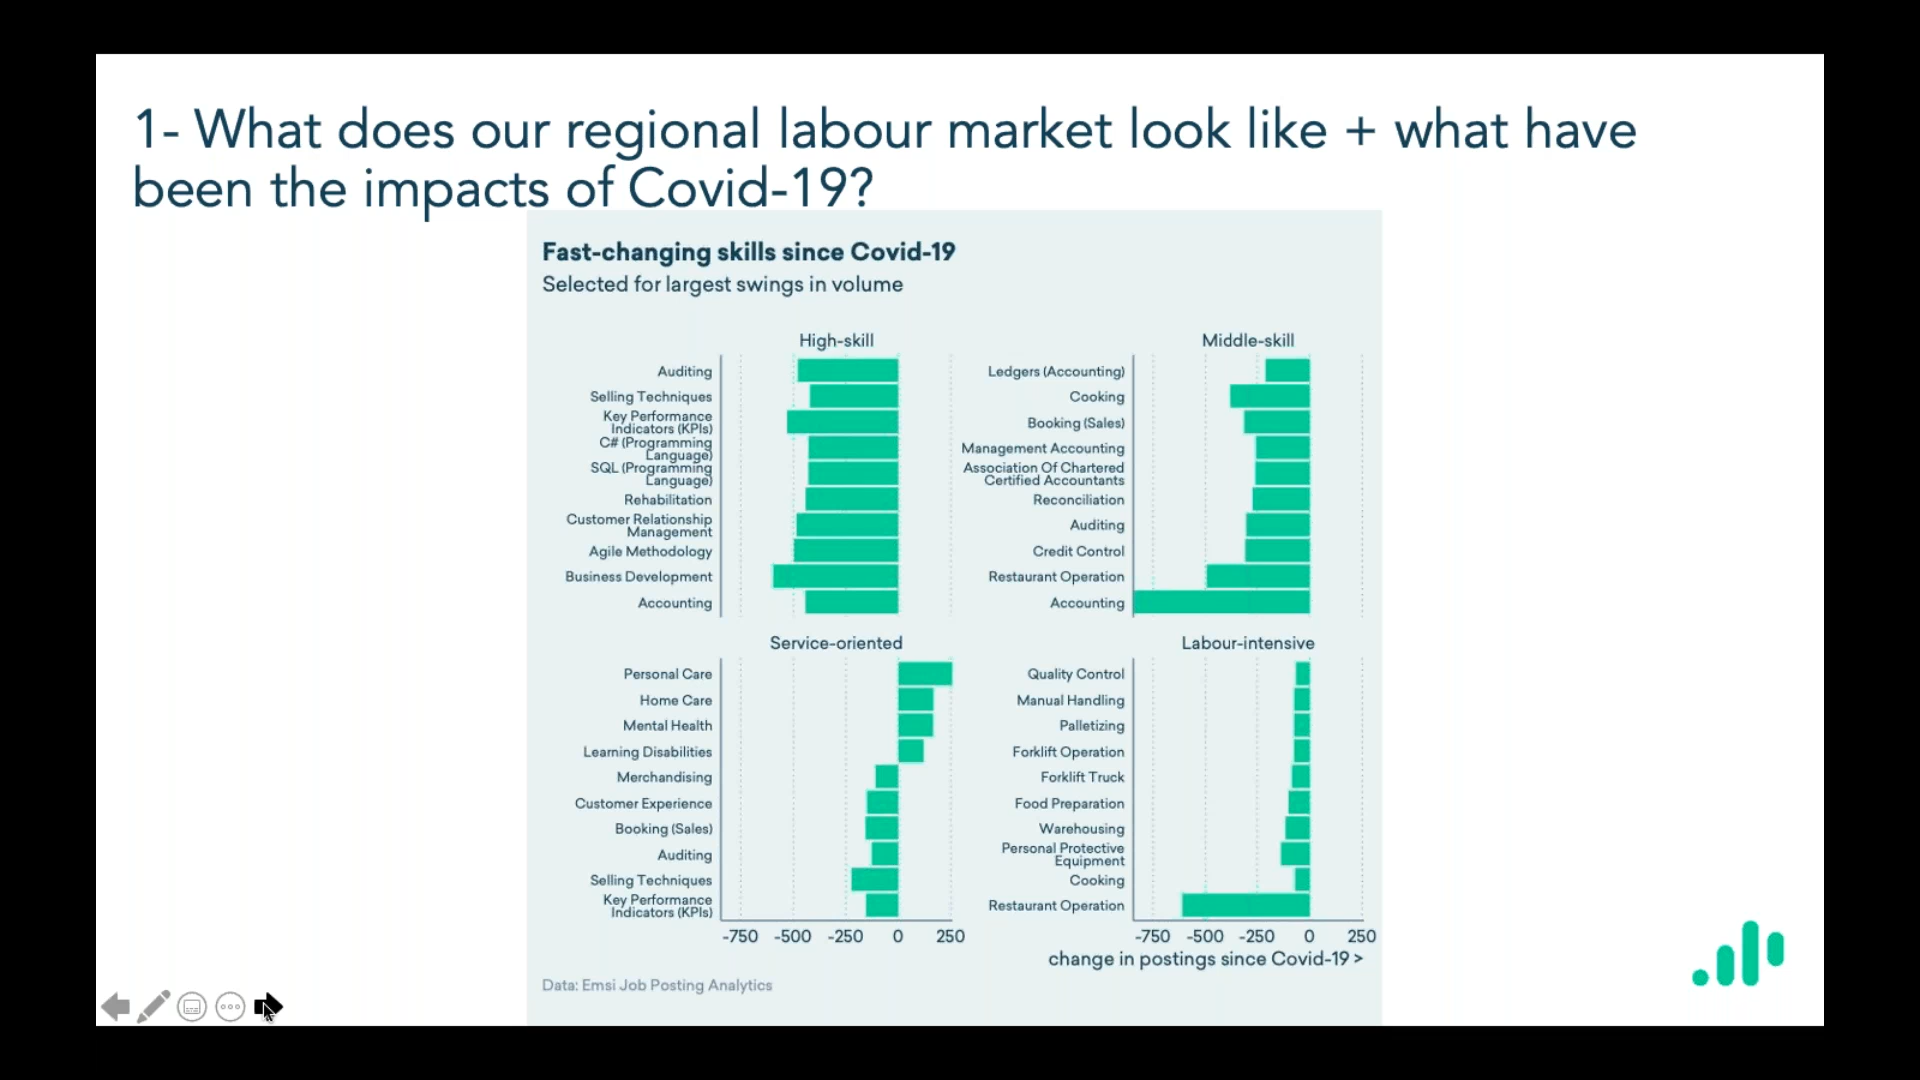 1- What does our regional labour market look like + what have
been the impacts of Covid-19?
Fast-changing skills since Covid-19
Selected for largest swings in volume
High-skill
Auditing
Selling Techniques
Key Performance
Indicators (KPIs)
C# (Programming
Language)
SQL (Programming
Language)
Rehabilitation
Customer Relationship
Management
Agile Methodology
Business Development
Accounting
Middle-skill
Ledgers (Accounting)
Cooking
Booking (Sales)
Management Accounting
Association Of Chartered
Certified Accountants
Reconciliation
Auditing
Credit Control
Restaurant Operation
Accounting
Service-oriented
Personal Care
Home Care
Mental Health
Learning Disabilities
Merchandising
Customer Experience
Booking (Sales)
Auditing
Selling Techniques
Key Performance
Indicators (KPIs)
-750 -500 -250 0 250
Labour-intensive
Quality Control
Manual Handling
Palletizing
Forklift Operation
Forklift Truck
Food Preparation
Warehousing
Personal Protective
Equipment
Cooking
Restaurant Operation
-750 -500 -250 0 250
change in postings since Covid-19 >
Data: Emsi Job Posting Analytics